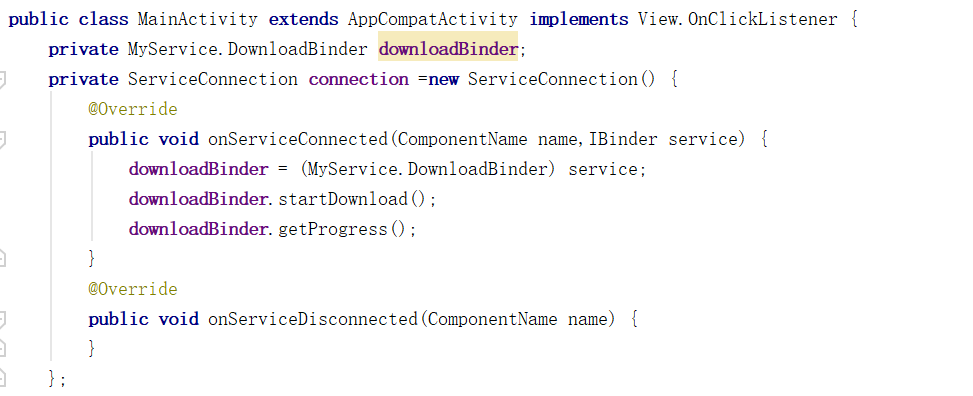 public class MainActivity extends AppCompatActivity implements View.OnClickListener {
    private MyService.DownloadBinder downloadBinder;
    private ServiceConnection connection =new ServiceConnection() {
        @Override
        public void onServiceConnected(ComponentName name,IBinder service) {
            downloadBinder = (MyService.DownloadBinder) service;
            downloadBinder.startDownload();
            downloadBinder.getProgress();
        }
        @Override
        public void onServiceDisconnected(ComponentName name) {
        }
    };